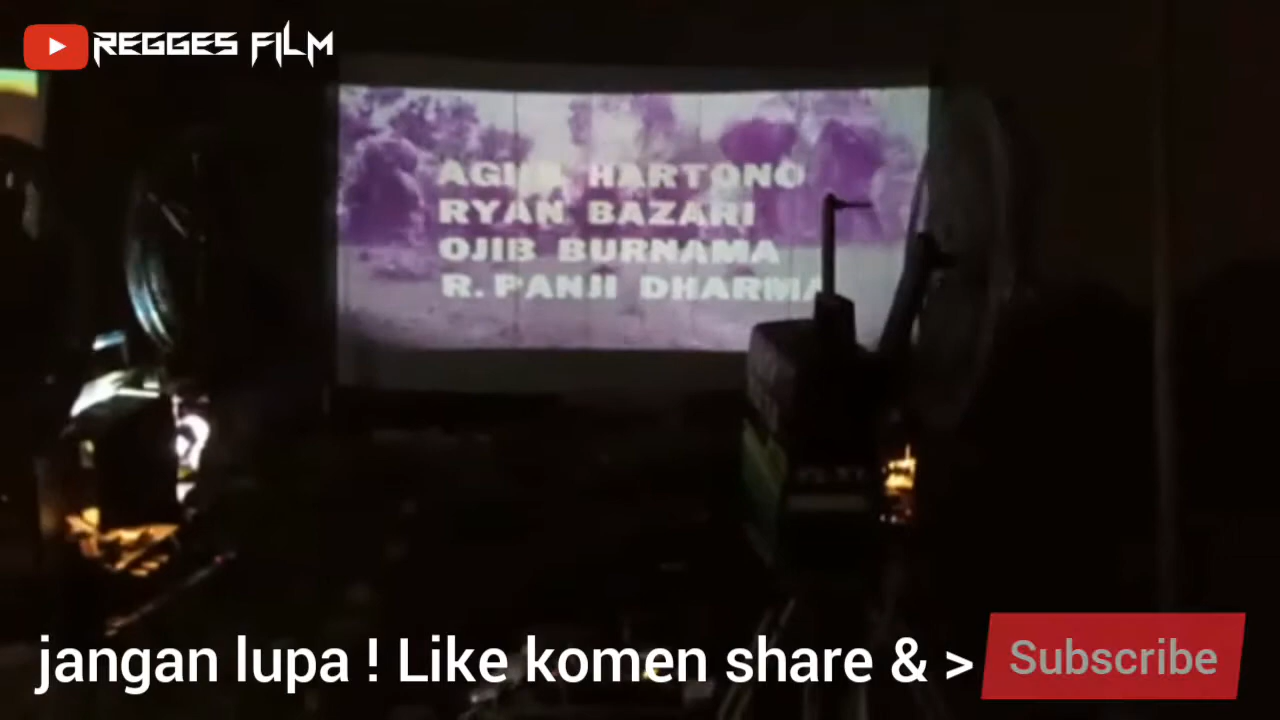 REGGES FILM
HARTONO
RYAN BAZARI
OJIB BURNAMA
R. PANJI DHARMA
jangan lupa ! Like komen share & > Subscribe